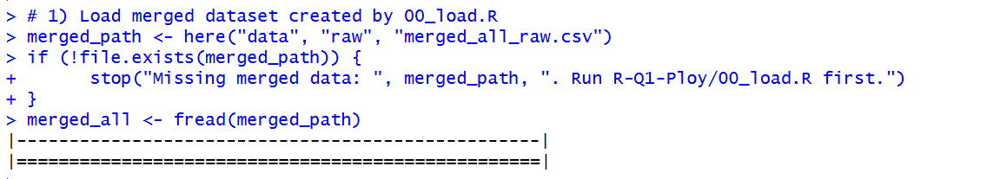 > # 1) Load merged dataset created by 00_load.R
> merged_path <- here("data", "raw", "merged_all_raw.csv")
> if (!file.exists(merged_path)) {
+     stop("Missing merged data: ", merged_path, ". Run R-Q1-Ploy/00_load.R first.")
+ }
> merged_all <- fread(merged_path)
|--------------------------------------------------|
|==================================================|